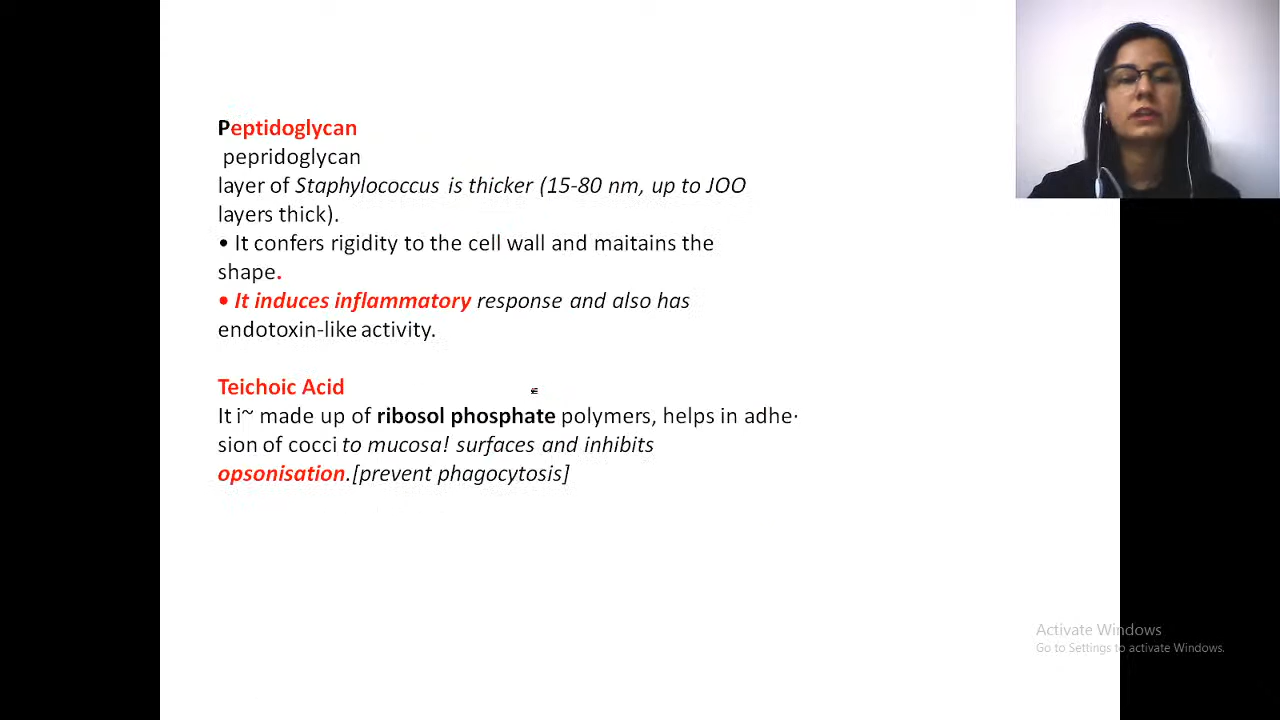 Peptidoglycan
pepridoglycan
layer of Staphylococcus is thicker (15-80 nm, up to JOO
layers thick).
• It confers rigidity to the cell wall and maitains the
shape.
• It induces inflammatory response and also has
endotoxin-like activity.
Teichoic Acid
It i~ made up of ribosol phosphate polymers, helps in adhe·
sion of cocci to mucosa! surfaces and inhibits
opsonisation.[prevent phagocytosis]
Activate Windows
Go to Settings to activate Windows.